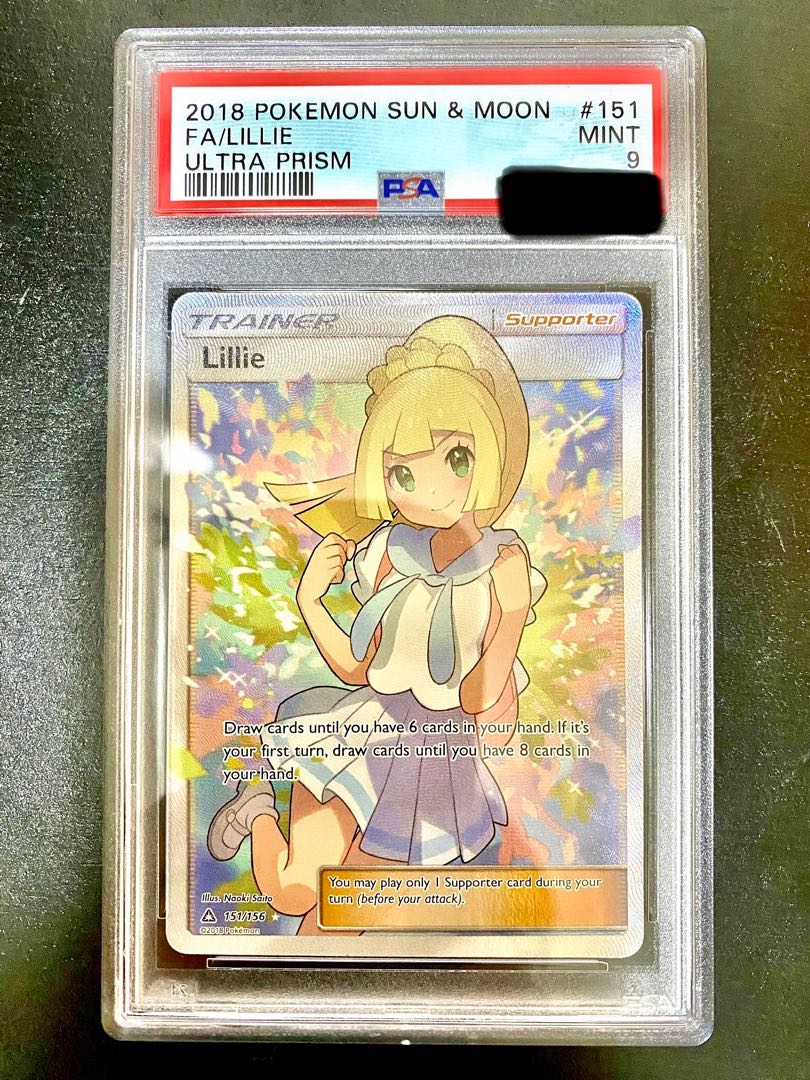 2018 POKEMON SUN & MOON #151
FA/LILLIE MINT
ULTRA PRISM 9
PSA
TRAINER Supporter
Lillie
Draw cards until you have 6 cards in your hand. If it's
your first turn, draw cards until you have 8 cards in
your hand.
You may play only 1 Supporter card during your
turn (before your attack).
Illus. Naoki Saito
151/156
©2018 Pokémon
PSA